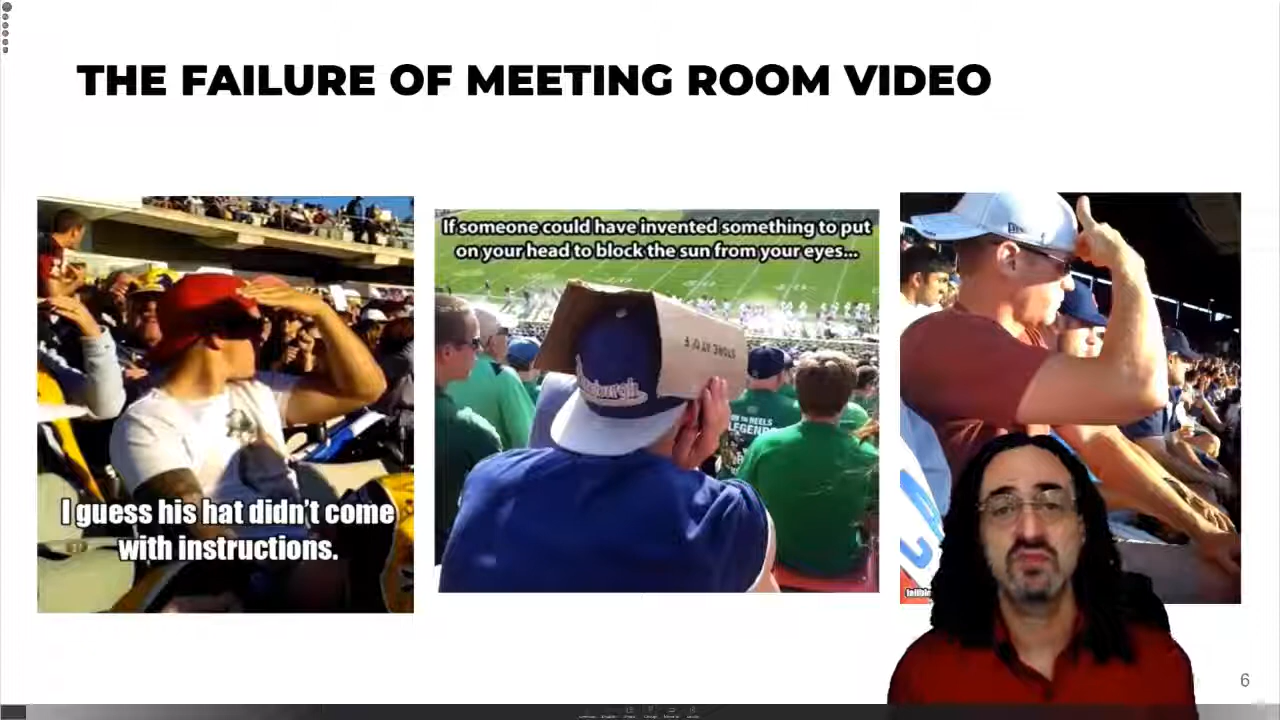 THE FAILURE OF MEETING ROOM VIDEO
If someone could have invented something to put
on your head to block the sun from your eyes...
I guess his hat didn't come
with instructions.
6